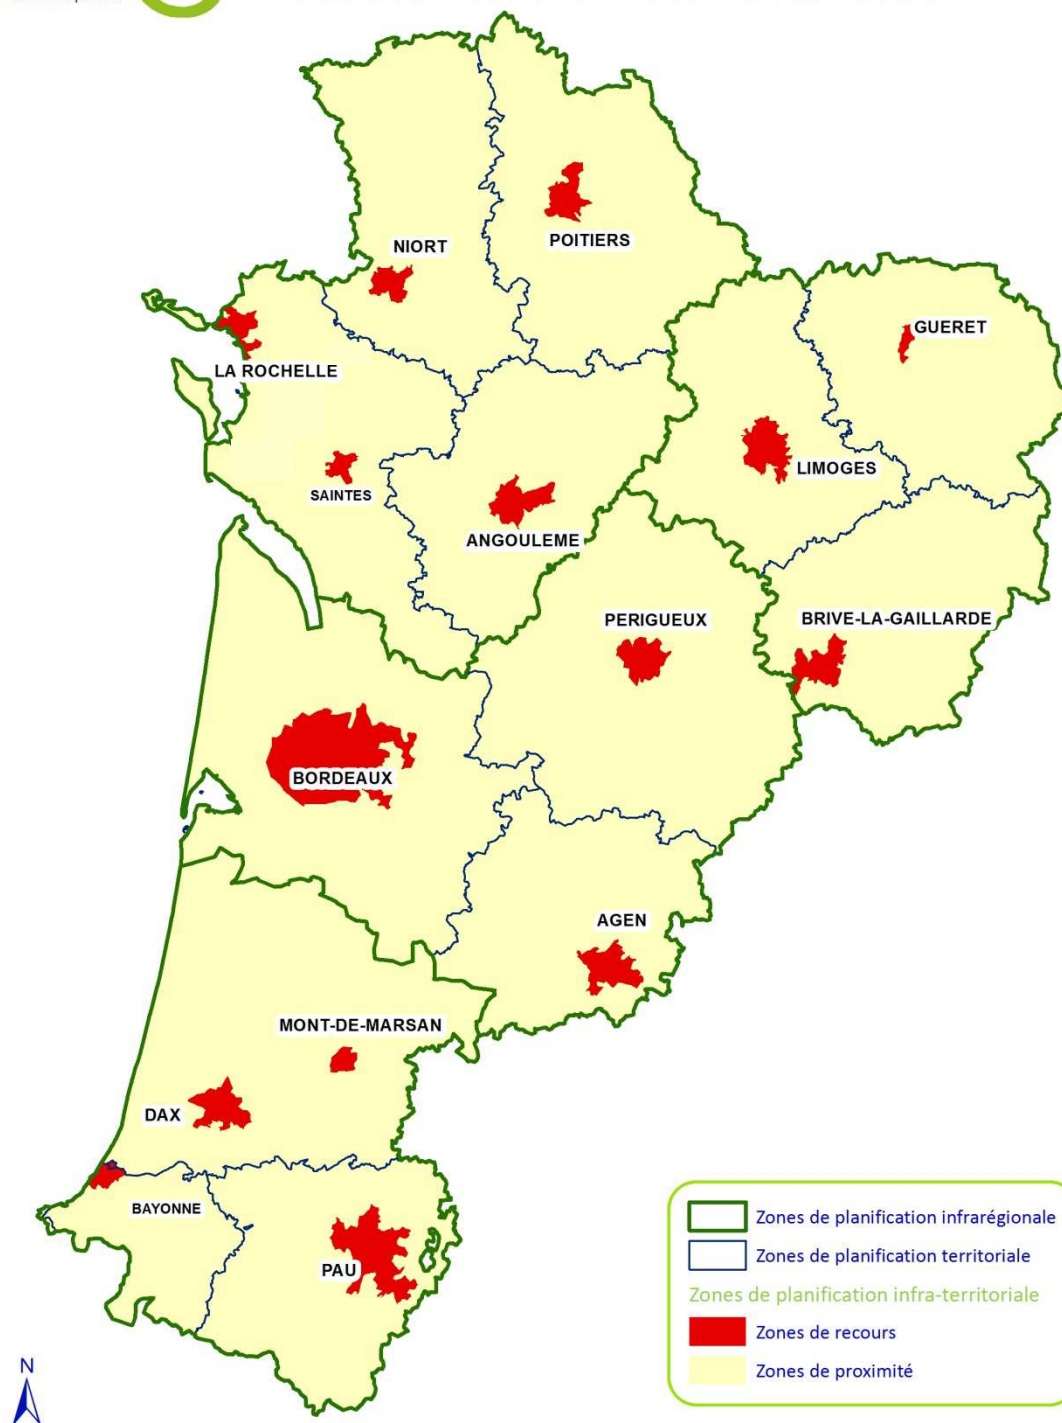 NIORT
POITIERS
GUERET
LA ROCHELLE
LIMOGES
SAINTES
ANGOULEME
PERIGUEUX
BRIVE-LA-GAILLARDE
BORDEAUX
AGEN
MONT-DE-MARSAN
DAX
BAYONNE
PAU
Zones de planification infrarégionale
Zones de planification territoriale
Zones de planification infra-territoriale
Zones de recours
Zones de proximité
N